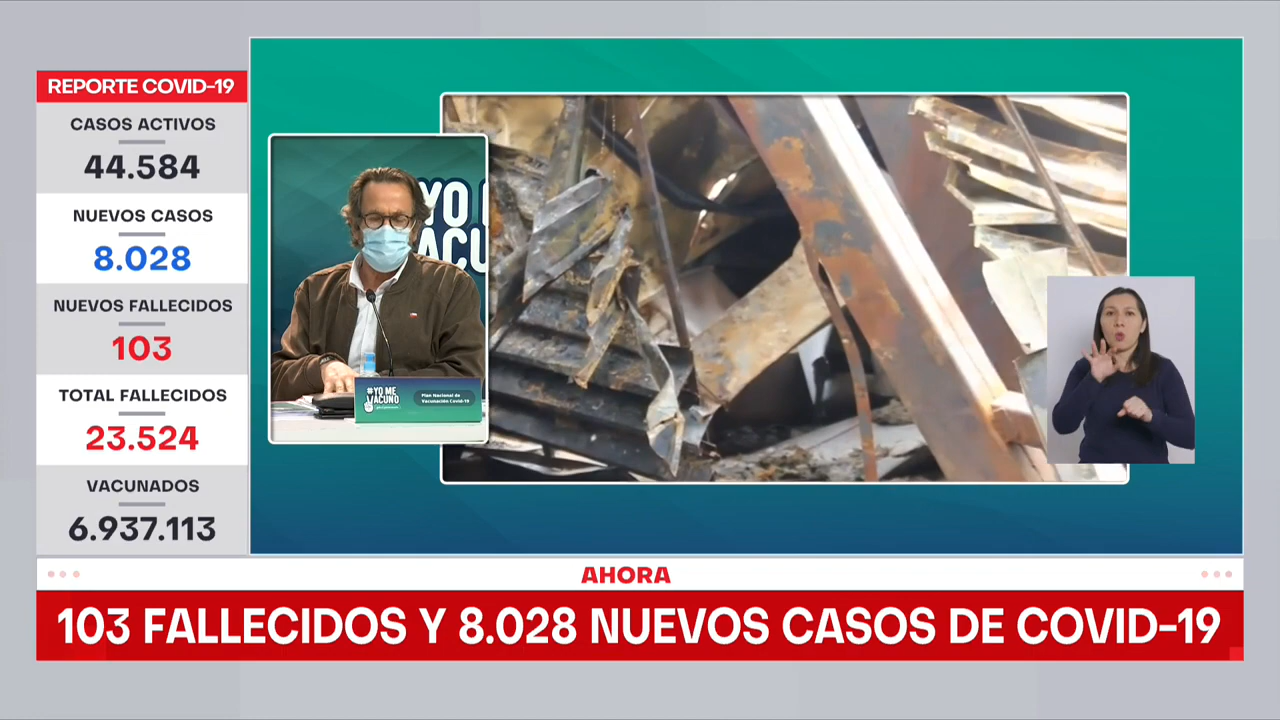 REPORTE COVID-19
CASOS ACTIVOS
44.584
NUEVOS CASOS
8.028
NUEVOS FALLECIDOS
103
TOTAL FALLECIDOS
23.524
VACUNADOS
6.937.113
YO M
ACU
#YO ME
VACUNO
Plan Nacional de
Vacunación Covid-19
AHORA
103 FALLECIDOS Y 8.028 NUEVOS CASOS DE COVID-19